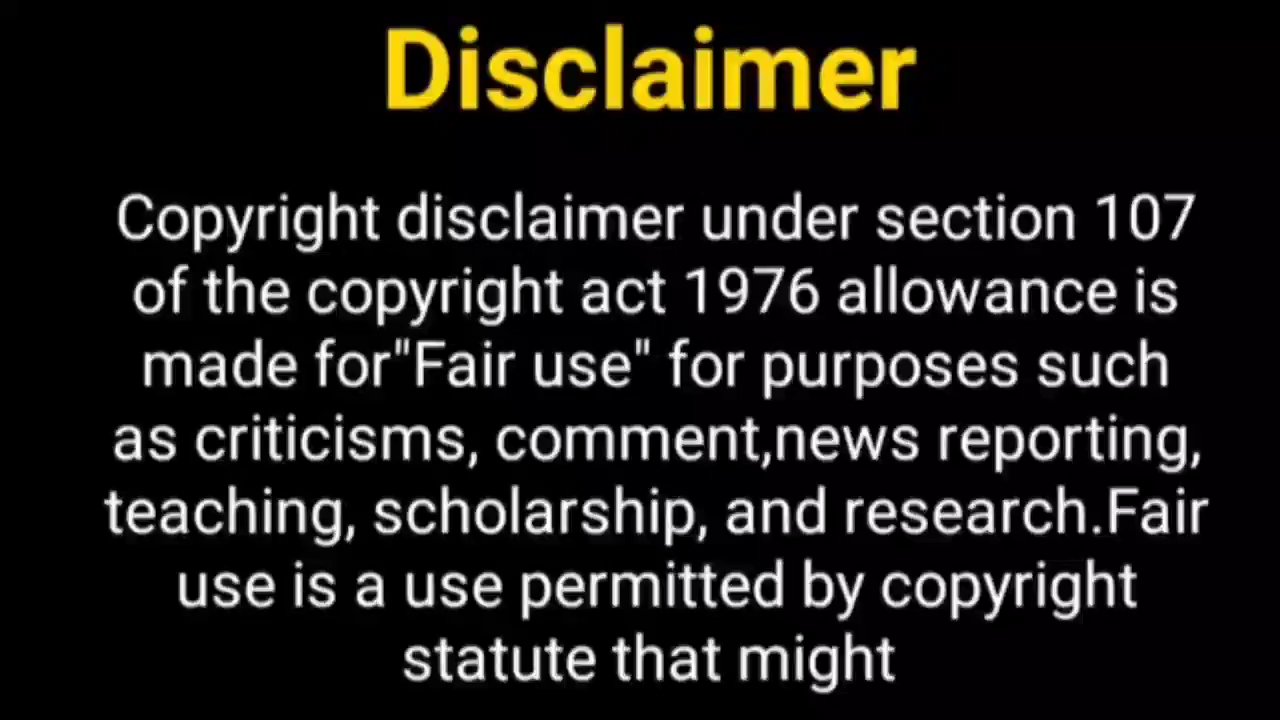 Disclaimer
Copyright disclaimer under section 107
of the copyright act 1976 allowance is
made for"Fair use" for purposes such
as criticisms, comment,news reporting,
teaching, scholarship, and research.Fair
use is a use permitted by copyright
statute that might